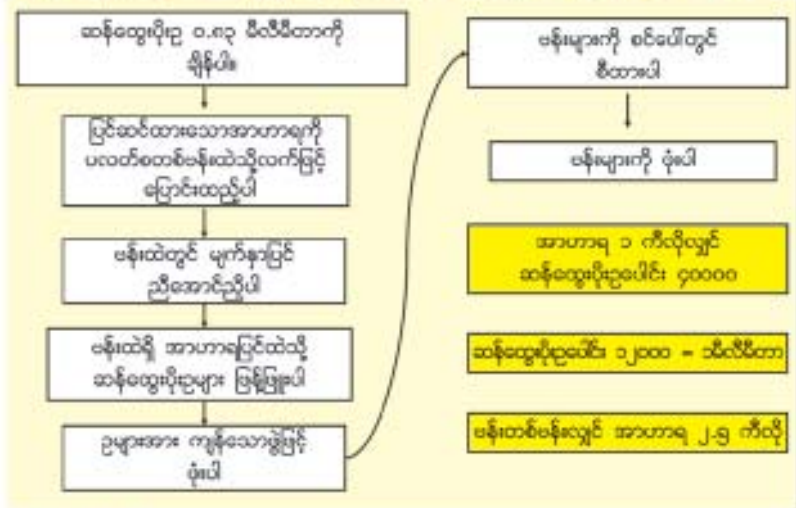 ဆန်ထွေးပိုးဥ ၀.၈၃ မီလီမီတာကို
ချိန်ပါ။
ပြင်ဆင်ထားသောအာဟာရကို
ပလတ်စတစ်ဗန်းထဲသို့လက်ဖြင့်
ပြောင်းထည့်ပါ
ဗန်းထဲတွင် မျက်နှာပြင်
ညီအောင်ညှိပါ
ဗန်းထဲရှိ အာဟာရပြင်ထဲသို့
ဆန်ထွေးပိုးဥများ ဖြန့်ဖြူးပါ
ဥများအား ကျန်သောဖွဲဖြင့်
ဖုံးပါ
ဗန်းများကို စင်ပေါ်တွင်
စီထားပါ
ဗန်းများကို ဖုံးပါ
အာဟာရ ၁ ကီလိုလျှင်
ဆန်ထွေးပိုးဥပေါင်း ၄၀၀၀၀
ဆန်ထွေးပိုးဥပေါင်း ၁၂၀၀၀ = ၁မီလီမီတာ
ဗန်းတစ်ဗန်းလျှင် အာဟာရ ၂.၅ ကီလို